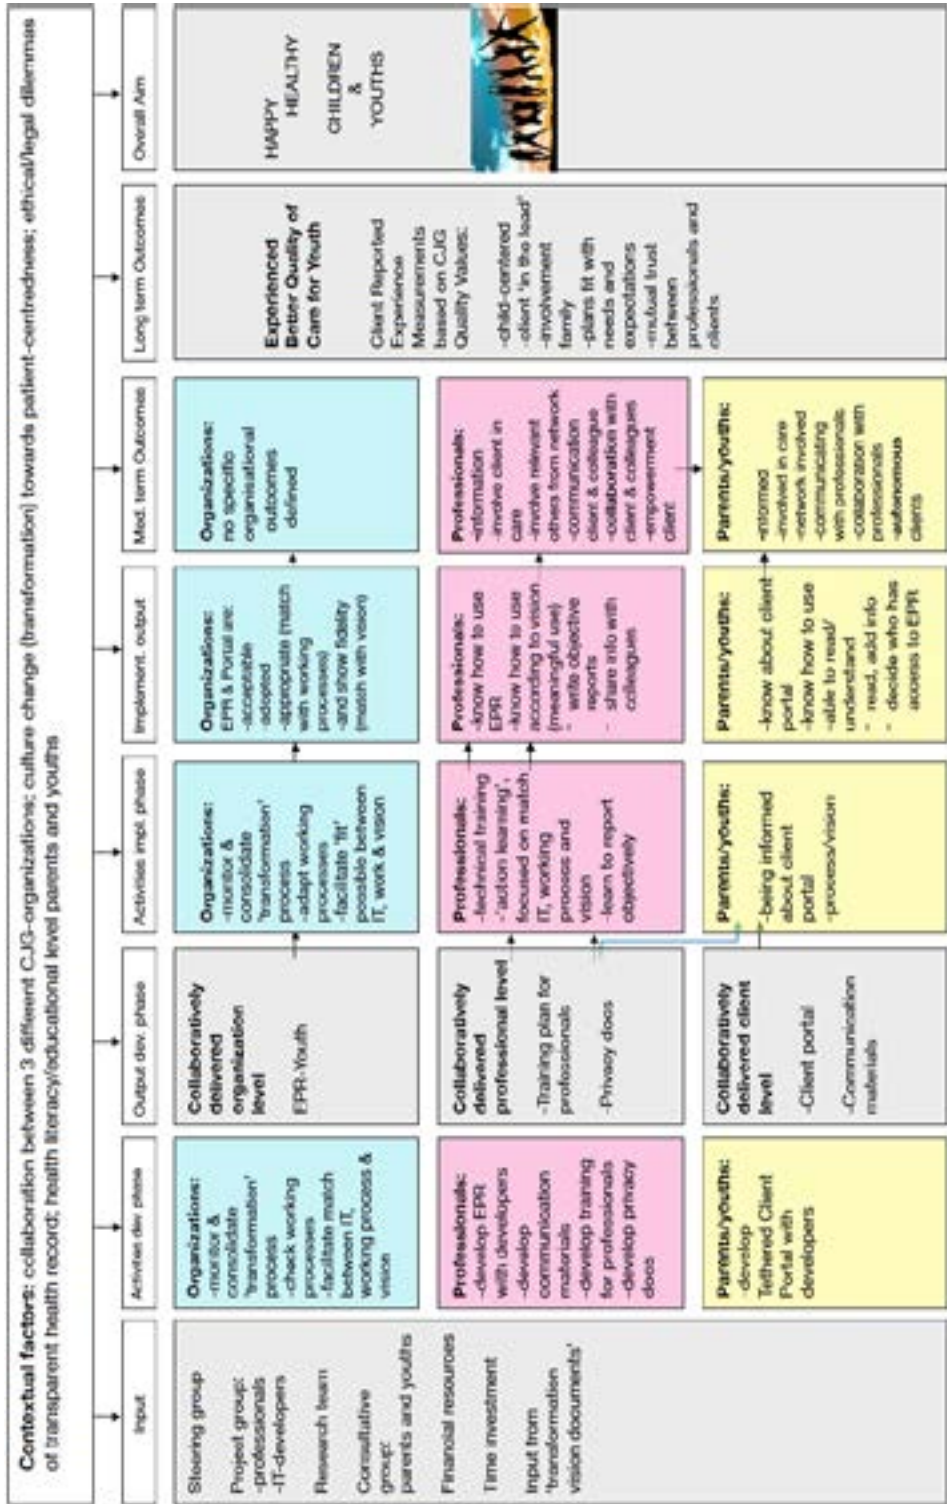 Contextual factors: collaboration between 3 different CJG-organizations; culture change (transformation) towards patient-centredness; ethical/legal dilemmas
of transparent health record; health literacy/educational level parents and youths
Input
Activities dev phase
Output dev. phase
Activities impl. phase
Implement. output
Med. term Outcomes
Long term Outcomes
Overall Aim
Steering group
Project group:
-professionals
-IT-developers
Research team
Consultative
group:
parents and youths
Financial resources
Time investment
Input from
'transformation
vision documents'
Organizations:
-monitor &
consolidate
'transformation'
process
-check working
processes
-facilitate match
between IT,
working process &
vision
Professionals:
-develop EPR
with developers
-develop
communication
materials
-develop training
for professionals
-develop privacy
docs
Parents/youths:
-develop
Tethered Client
Portal with
developers
Collaboratively
delivered
organization
level
EPR-Youth
Collaboratively
delivered
professional level
-Training plan for
professionals
-Privacy docs
Collaboratively
delivered client
level
-Client portal
-Communication
materials
Organizations:
-monitor &
consolidate
'transformation'
process
-adapt working
processes
-facilitate 'fit'
possible between
IT, work & vision
Professionals:
-technical training
-'action learning',
focused on match
IT, working
process and
vision
-learn to report
objectively
Parents/youths:
-being informed
about client
portal
-process/vision
Organizations:
EPR & Portal are:
-acceptable
-adopted
-appropriate (match
with working
processes)
-and show fidelity
(match with vision)
Professionals:
-know how to use
EPR
-know how to use
according to vision
(meaningful use)
- write objective
reports
- share info with
colleagues
Parents/youths:
-know about client
portal
-know how to use
-able to read/
understand
- read, add info
- decide who has
access to EPR
Organizations:
no specific
organisational
outcomes
defined
Professionals:
-information
-involve client in
care
-involve relevant
others from network
-communication
client & colleague
-collaboration with
client & colleagues
-empowerment
client
Parents/youths:
-informed
-involved in care
-network involved
-communicating
with professionals
-collaboration with
professionals
-autonomous
clients
Experienced
Better Quality of
Care for Youth
Client Reported
Experience
Measurements
based on CJG
Quality Values:
-child-centered
-client "in the lead"
-involvement
family
-plans fit with
needs and
expectations
-mutual trust
between
professionals and
clients
HAPPY
HEALTHY
CHILDREN
&
YOUTHS